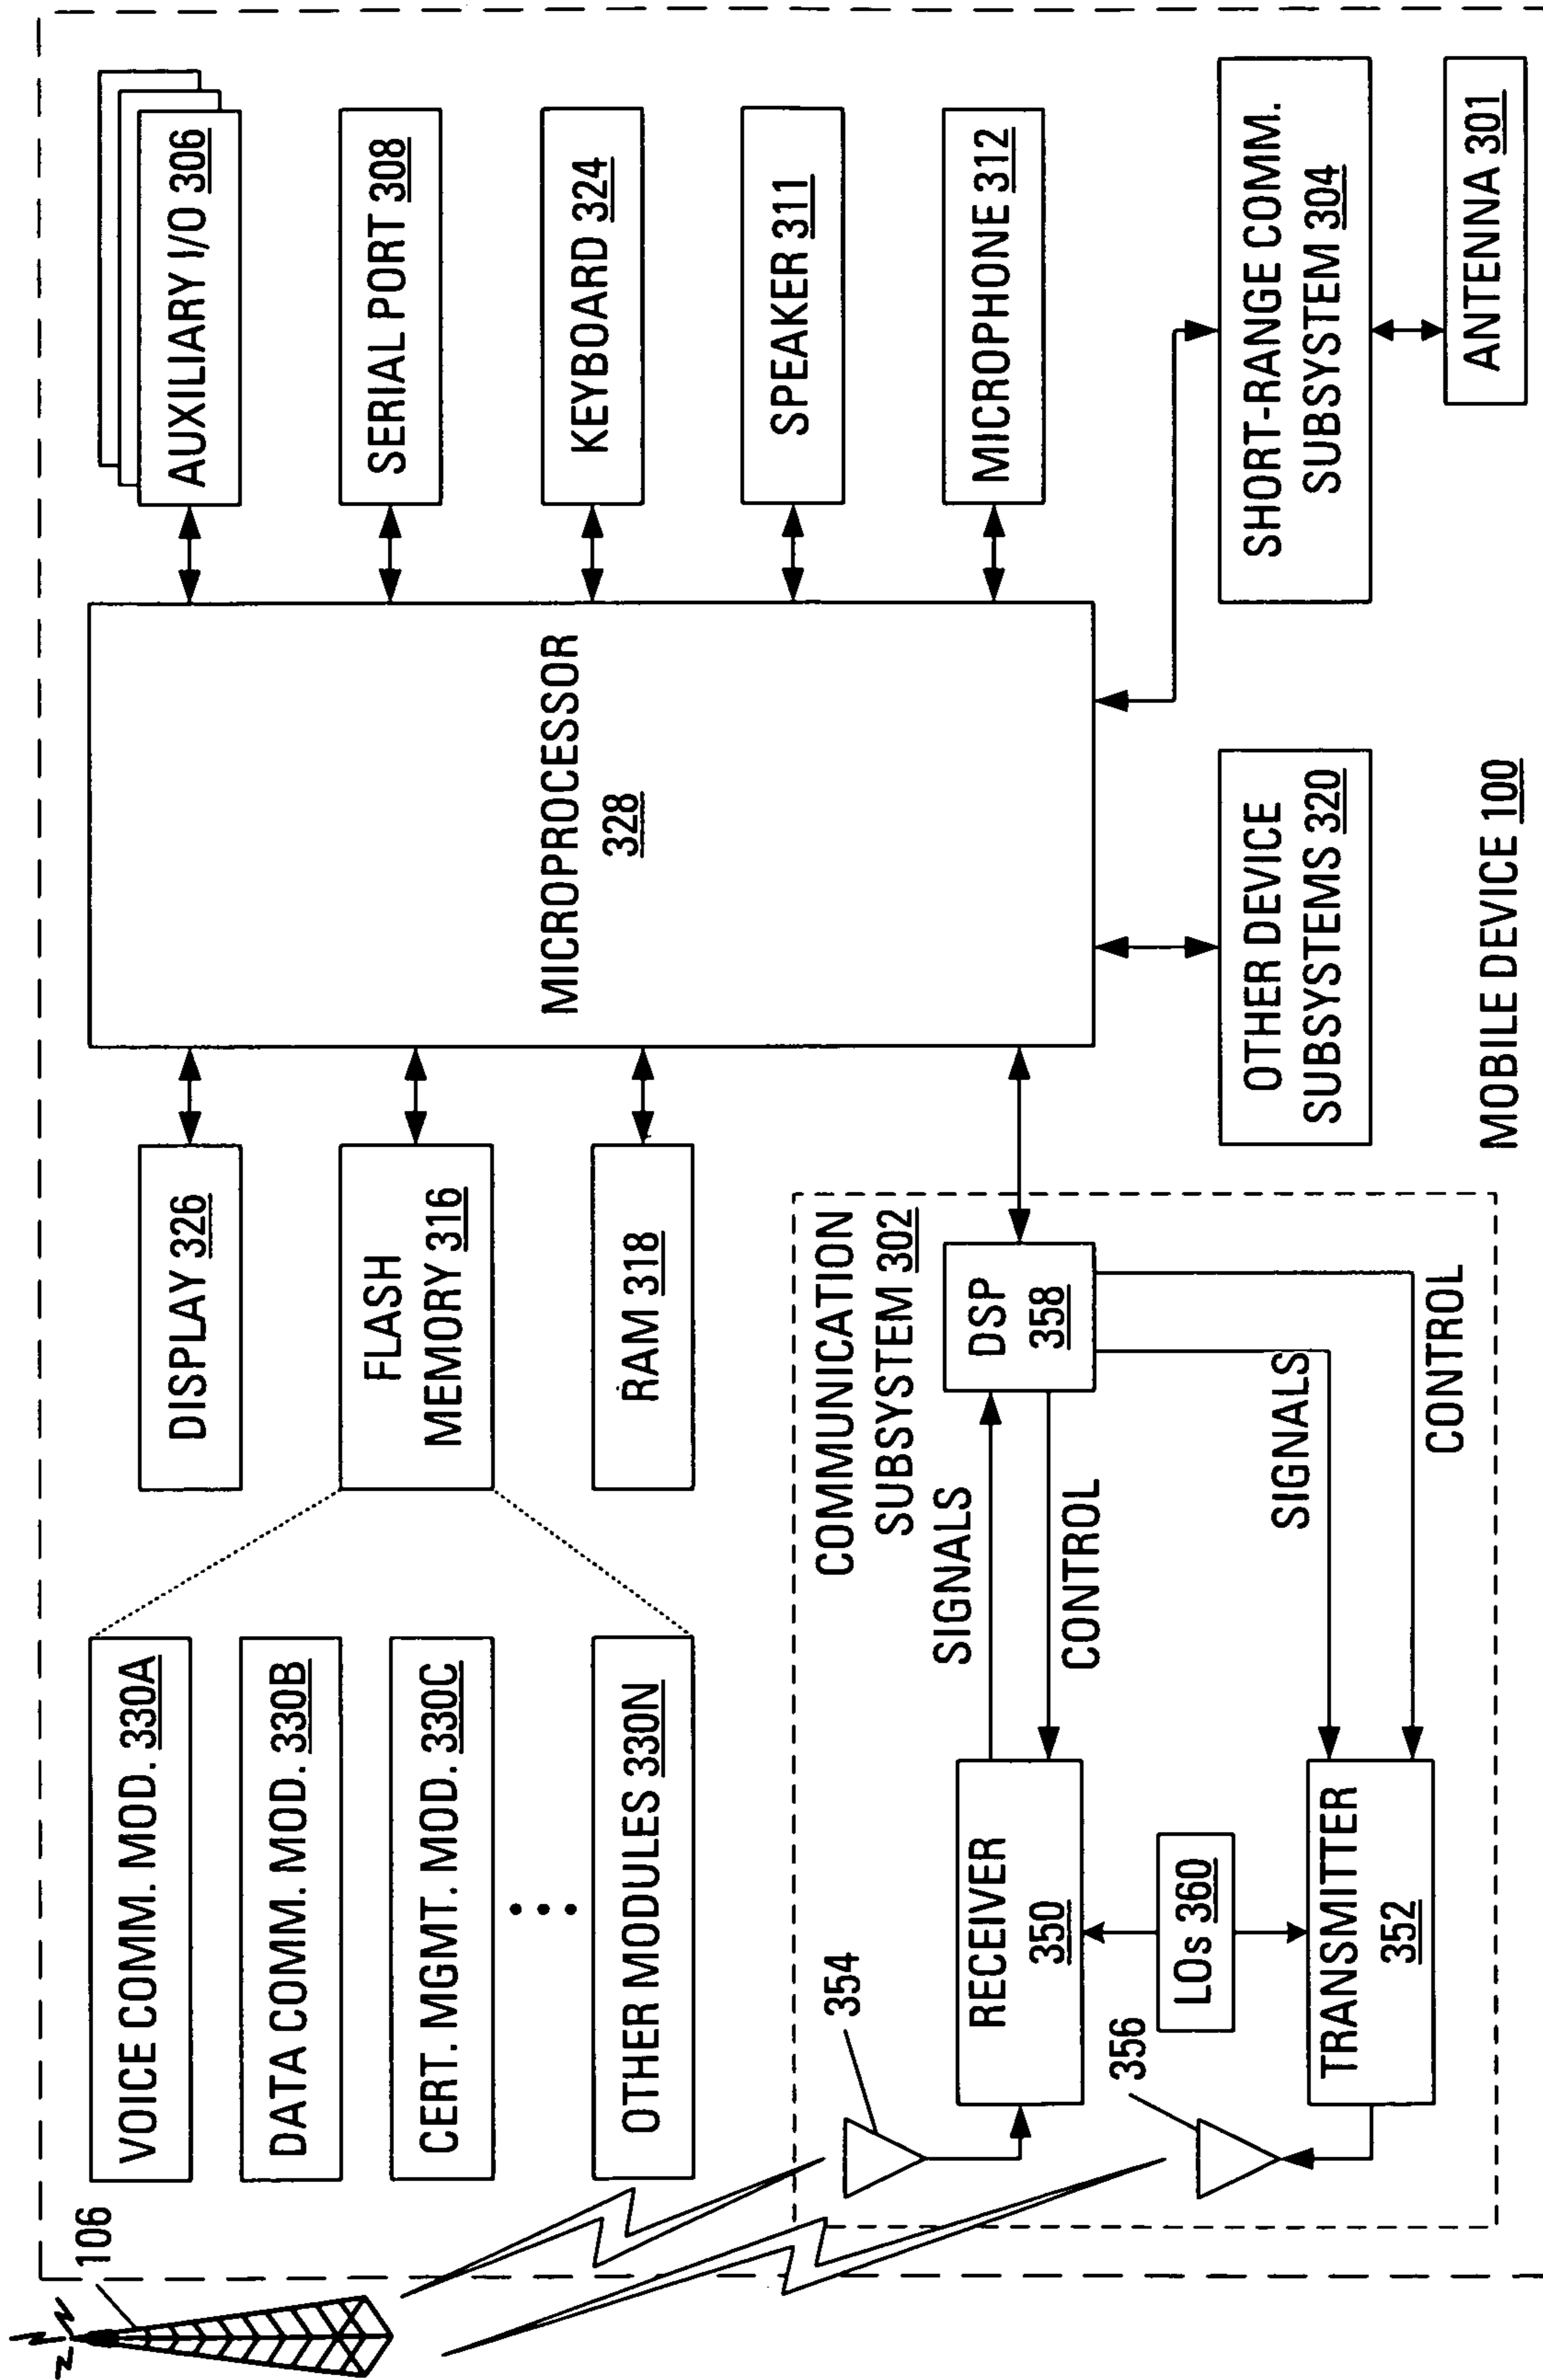 106
VOICE COMM. MOD. 330A
DATA COMM. MOD. 330B
CERT. MGMT. MOD. 330C
OTHER MODULES 330N
DISPLAY 326
FLASH
MEMORY 316
RAM 318
MICROPROCESSOR
328
AUXILIARY I/O 306
SERIAL PORT 308
KEYBOARD 324
SPEAKER 311
MICROPHONE 312
COMMUNICATION
SUBSYSTEM 302
354
RECEIVER
350
SIGNALS
CONTROL
DSP
358
356
LOs 360
TRANSMITTER
352
SIGNALS
CONTROL
OTHER DEVICE
SUBSYSTEMS 320
SHORT-RANGE COMM.
SUBSYSTEM 304
ANTENNA 301
MOBILE DEVICE 100